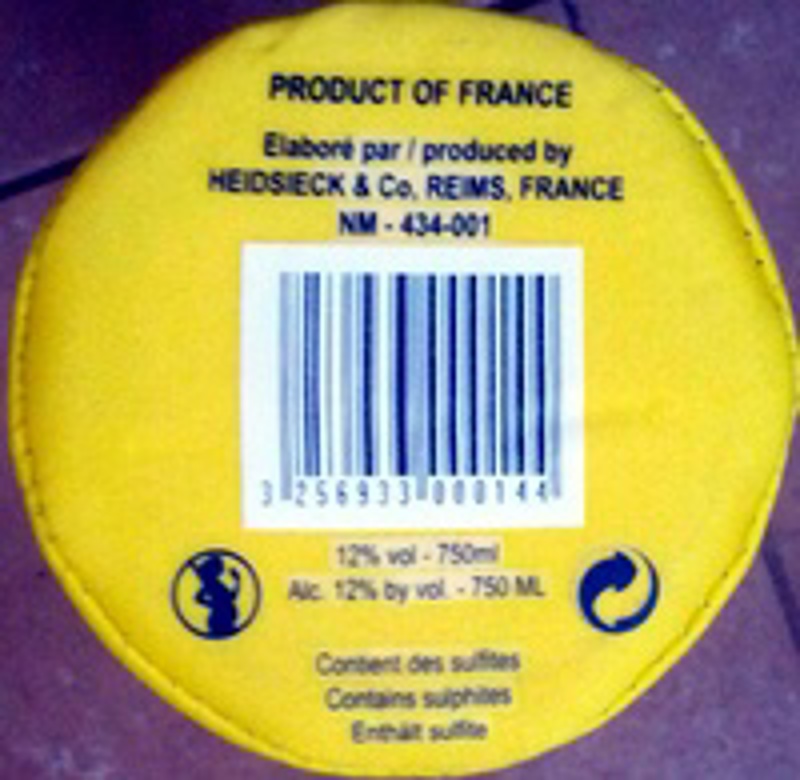 PRODUCT OF FRANCE
Elaboré par / produced by
HEIDSIECK & Co, REIMS, FRANCE
NM - 434-001
3 256933 000144
12% vol - 750ml
Alc. 12% by vol. - 750 ML
Contient des sulfites
Contains sulphites
Enthält sulfite